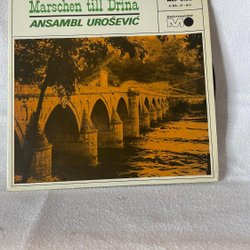 Marschen till Drina
ANSAMBL UROŠEVIĆ